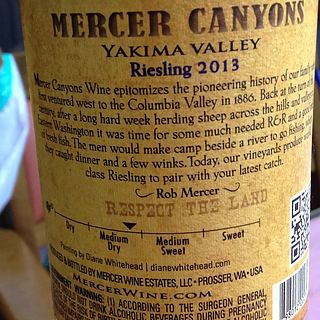 MERCER CANYONS
YAKIMA VALLEY
Riesling 2013
Mercer Canyons Wine epitomizes the pioneering history of our family
first ventured west to the Columbia Valley in 1886. Back at the turn of
century, after a long hard week herding sheep across the hills and valleys
Eastern Washington it was time for some much needed R&R and a good
of fresh fish. The men would make camp beside a river to go fishing,
they caught dinner and a few winks. Today, our vineyards produce
class Riesling to pair with your latest catch.
Rob Mercer
RESPECT THE LAND
Dry Medium Dry Medium Sweet Sweet
Painting by Diane Whitehead | dianewhitehead.com
& BOTTLED BY MERCER WINE ESTATES, LLC • PROSSER, WA • USA
MERCERWINE.COM
WARNING: (1) ACCORDING TO THE SURGEON GENERAL,
NOT DRINK ALCOHOLIC BEVERAGES DURING PREGNANCY